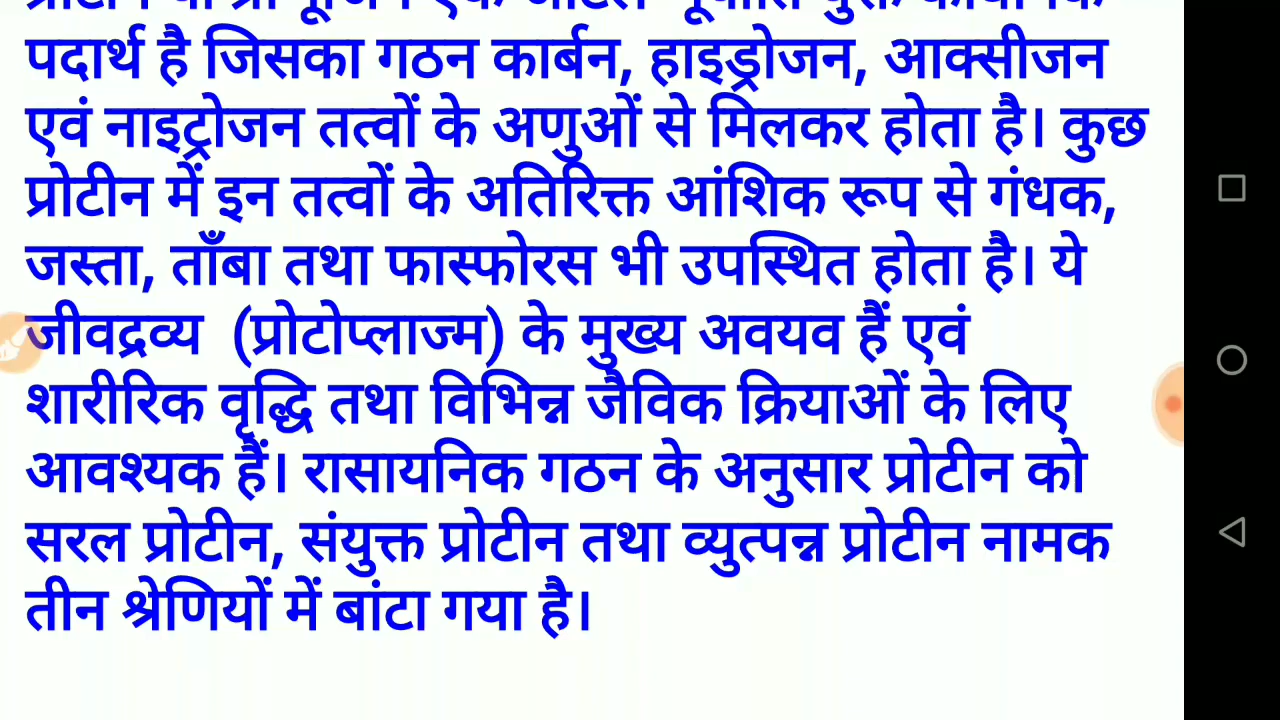 पदार्थ है जिसका गठन कार्बन, हाइड्रोजन, आक्सीजन
एवं नाइट्रोजन तत्वों के अणुओं से मिलकर होता है। कुछ
प्रोटीन में इन तत्वों के अतिरिक्त आंशिक रूप से गंधक,
जस्ता, ताँबा तथा फास्फोरस भी उपस्थित होता है। ये
जीवद्रव्य (प्रोटोप्लाज्म) के मुख्य अवयव हैं एवं
शारीरिक वृद्धि तथा विभिन्न जैविक क्रियाओं के लिए
आवश्यक हैं। रासायनिक गठन के अनुसार प्रोटीन को
सरल प्रोटीन, संयुक्त प्रोटीन तथा व्युत्पन्न प्रोटीन नामक
तीन श्रेणियों में बांटा गया है।